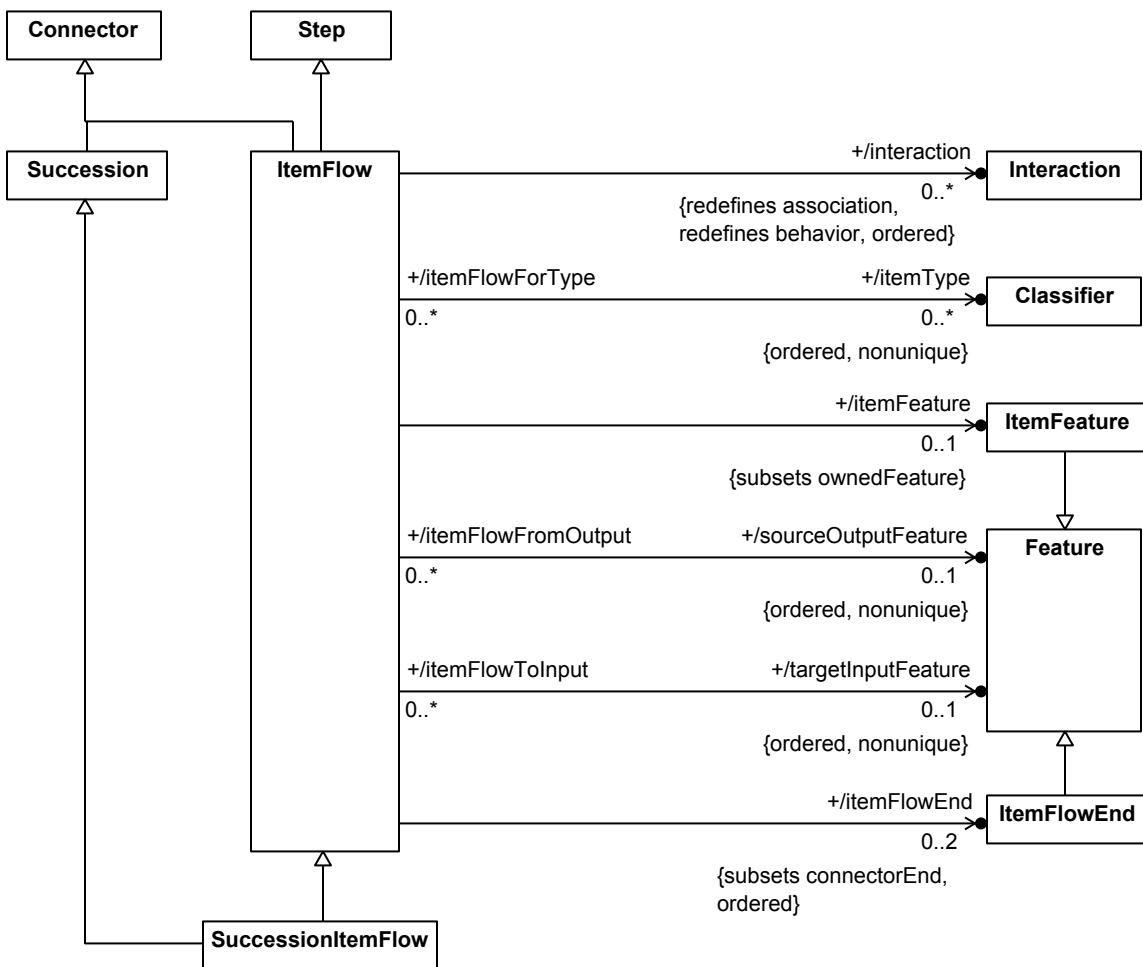 Connector
Step
Succession
ItemFlow
+/interaction
0..*
{redefines association,
redefines behavior, ordered}
Interaction
+/itemFlowForType
0..*
+/itemType
0..*
{ordered, nonunique}
Classifier
+/itemFeature
0..1
{subsets ownedFeature}
ItemFeature
+/itemFlowFromOutput
0..*
+/sourceOutputFeature
0..1
{ordered, nonunique}
Feature
+/itemFlowToInput
0..*
+/targetInputFeature
0..1
{ordered, nonunique}
+/itemFlowEnd
0..2
{subsets connectorEnd,
ordered}
ItemFlowEnd
SuccessionItemFlow